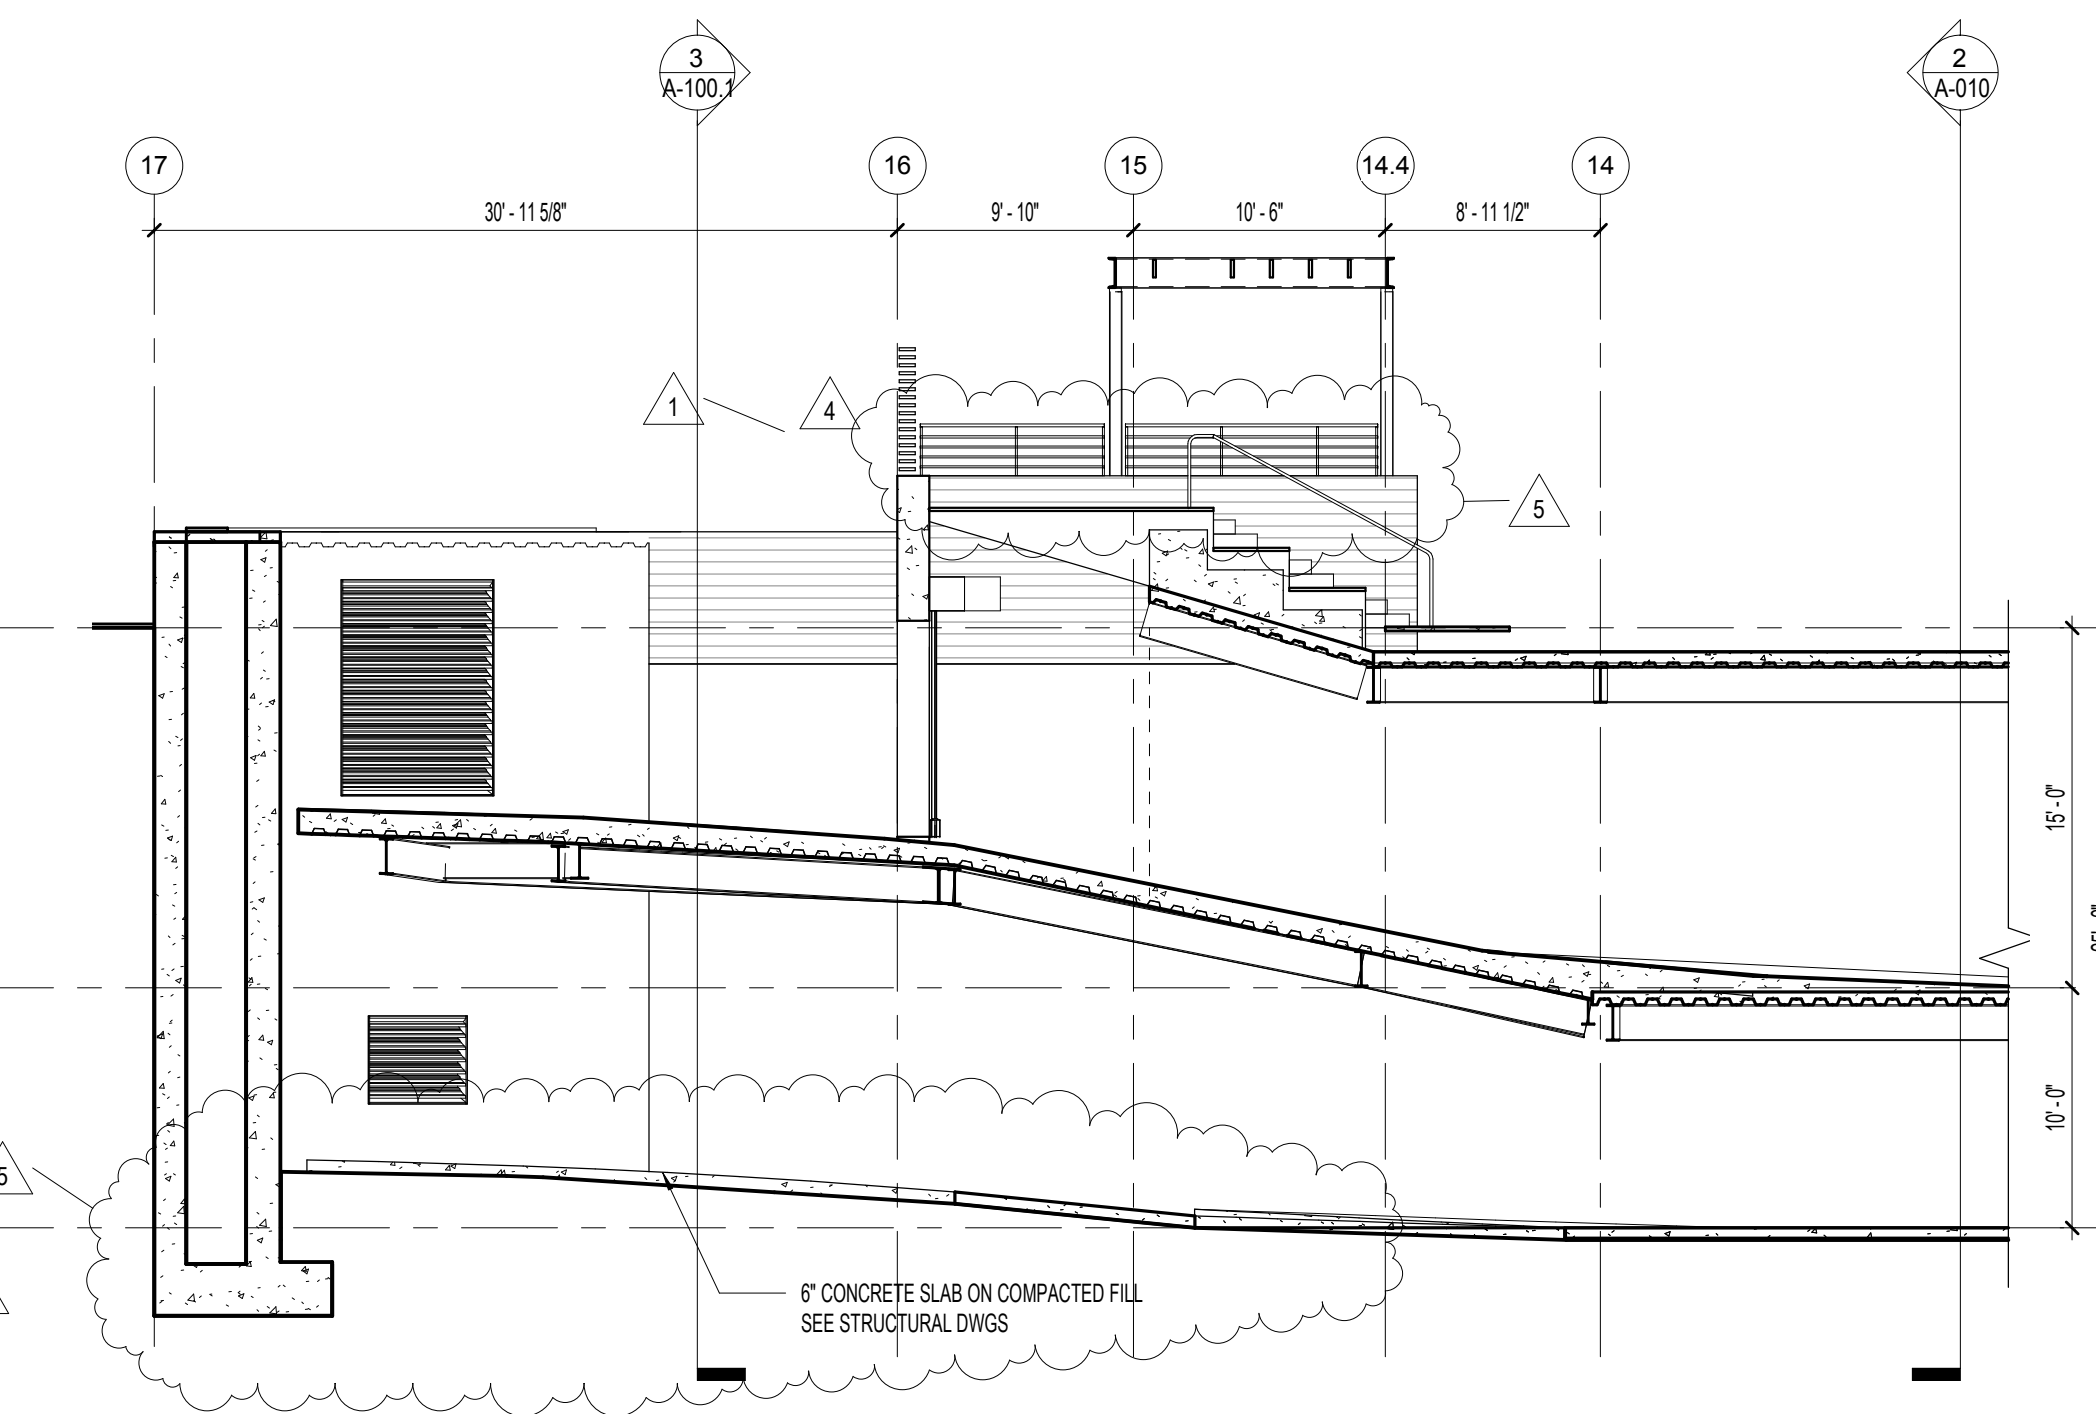 3
A-100.1
2
A-010
17
16
15
14.4
14
30' - 11 5/8"
9' - 10"
10' - 6"
8' - 11 1/2"
1
4
5
15' - 0"
10' - 0"
5
6" CONCRETE SLAB ON COMPACTED FILL
SEE STRUCTURAL DWGS